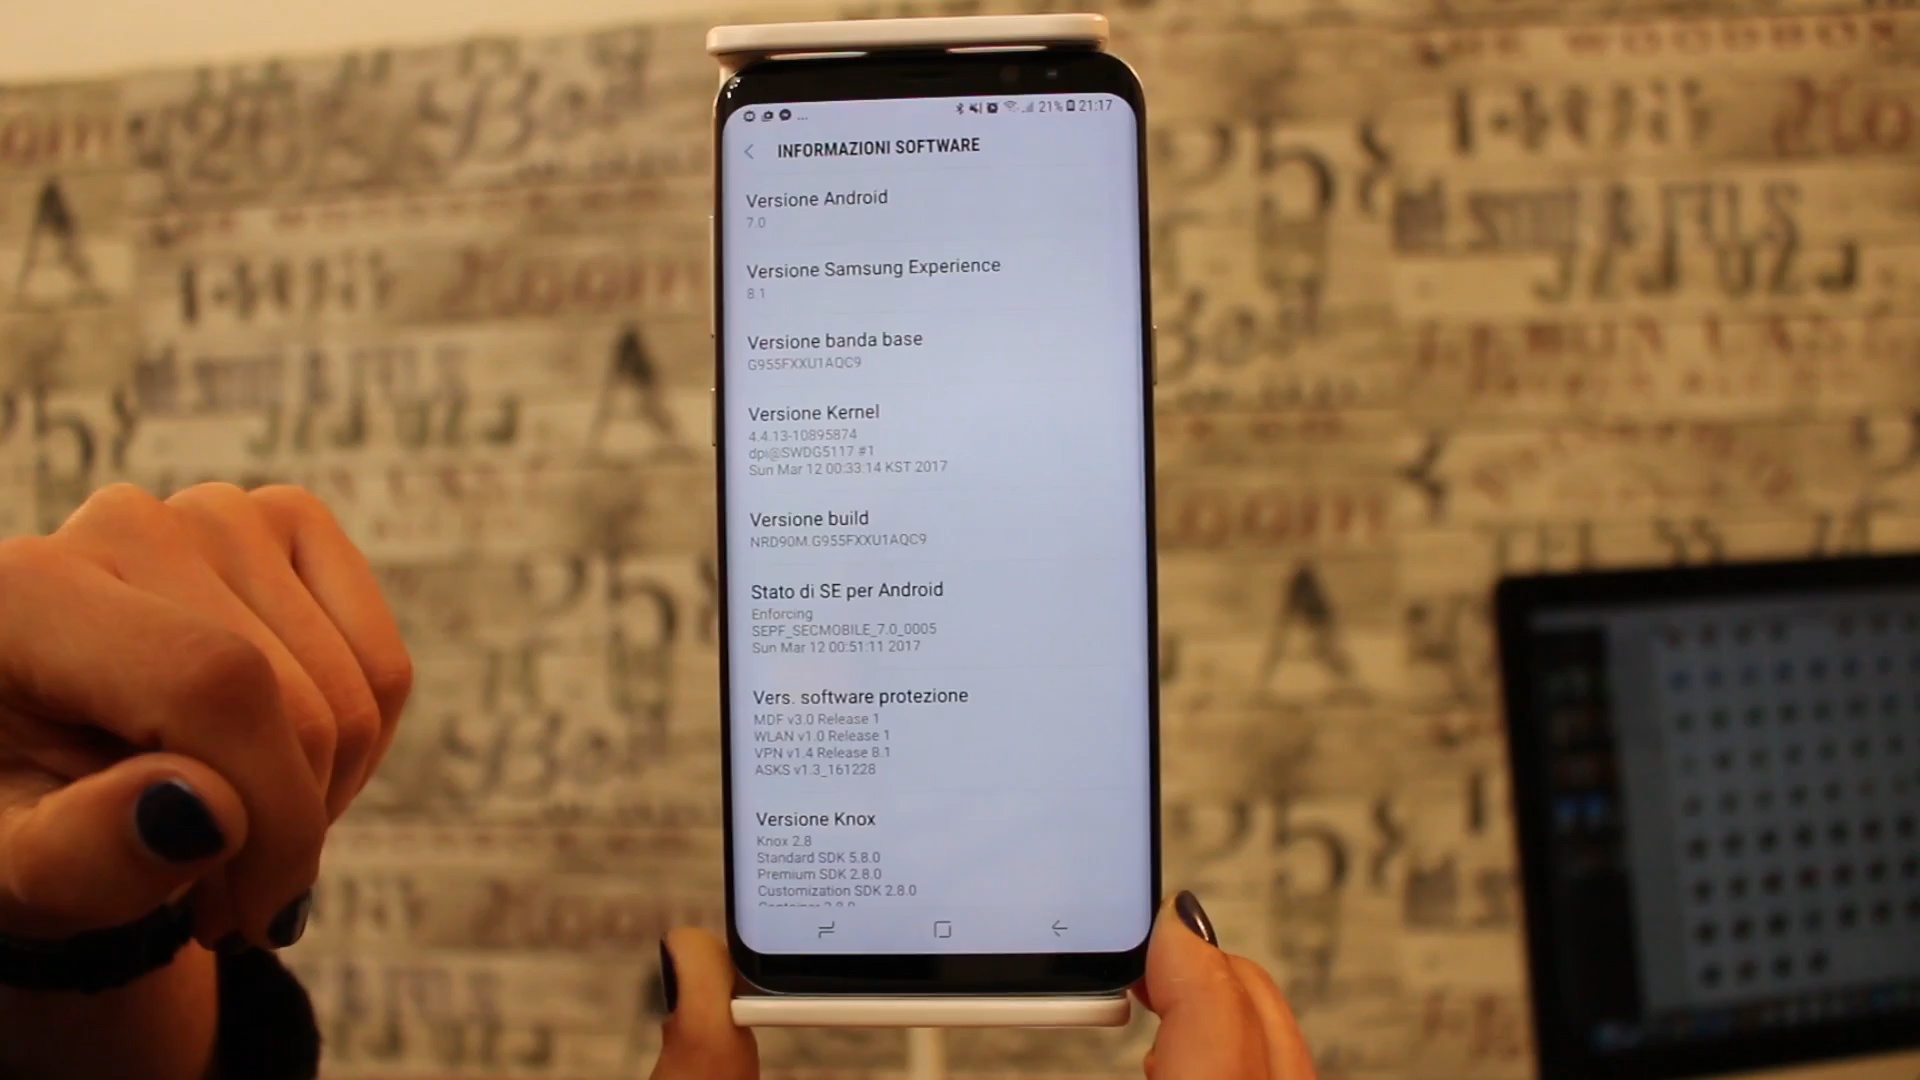 21% 21:17
INFORMAZIONI SOFTWARE
Versione Android
7.0
Versione Samsung Experience
8.1
Versione banda base
G955FXXU1AQC9
Versione Kernel
4.4.13-10895874
dpi@SWDG5117 #1
Sun Mar 12 00:33:14 KST 2017
Versione build
NRD90M.G955FXXU1AQC9
Stato di SE per Android
Enforcing
SEPF_SECMOBILE_7.0_0005
Sun Mar 12 00:51:11 2017
Vers. software protezione
MDF v3.0 Release 1
WLAN v1.0 Release 1
VPN v1.4 Release 8.1
ASKS v1.3_161228
Versione Knox
Knox 2.8
Standard SDK 5.8.0
Premium SDK 2.8.0
Customization SDK 2.8.0